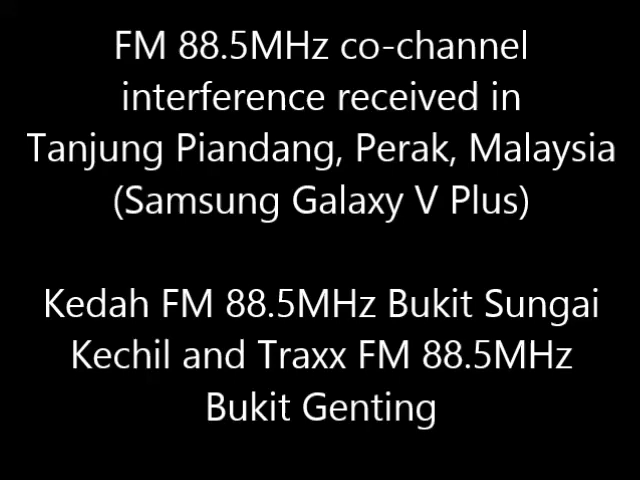 FM 88.5MHz co-channel
interference received in
Tanjung Piandang, Perak, Malaysia
(Samsung Galaxy V Plus)
Kedah FM 88.5MHz Bukit Sungai
Kechil and Traxx FM 88.5MHz
Bukit Genting